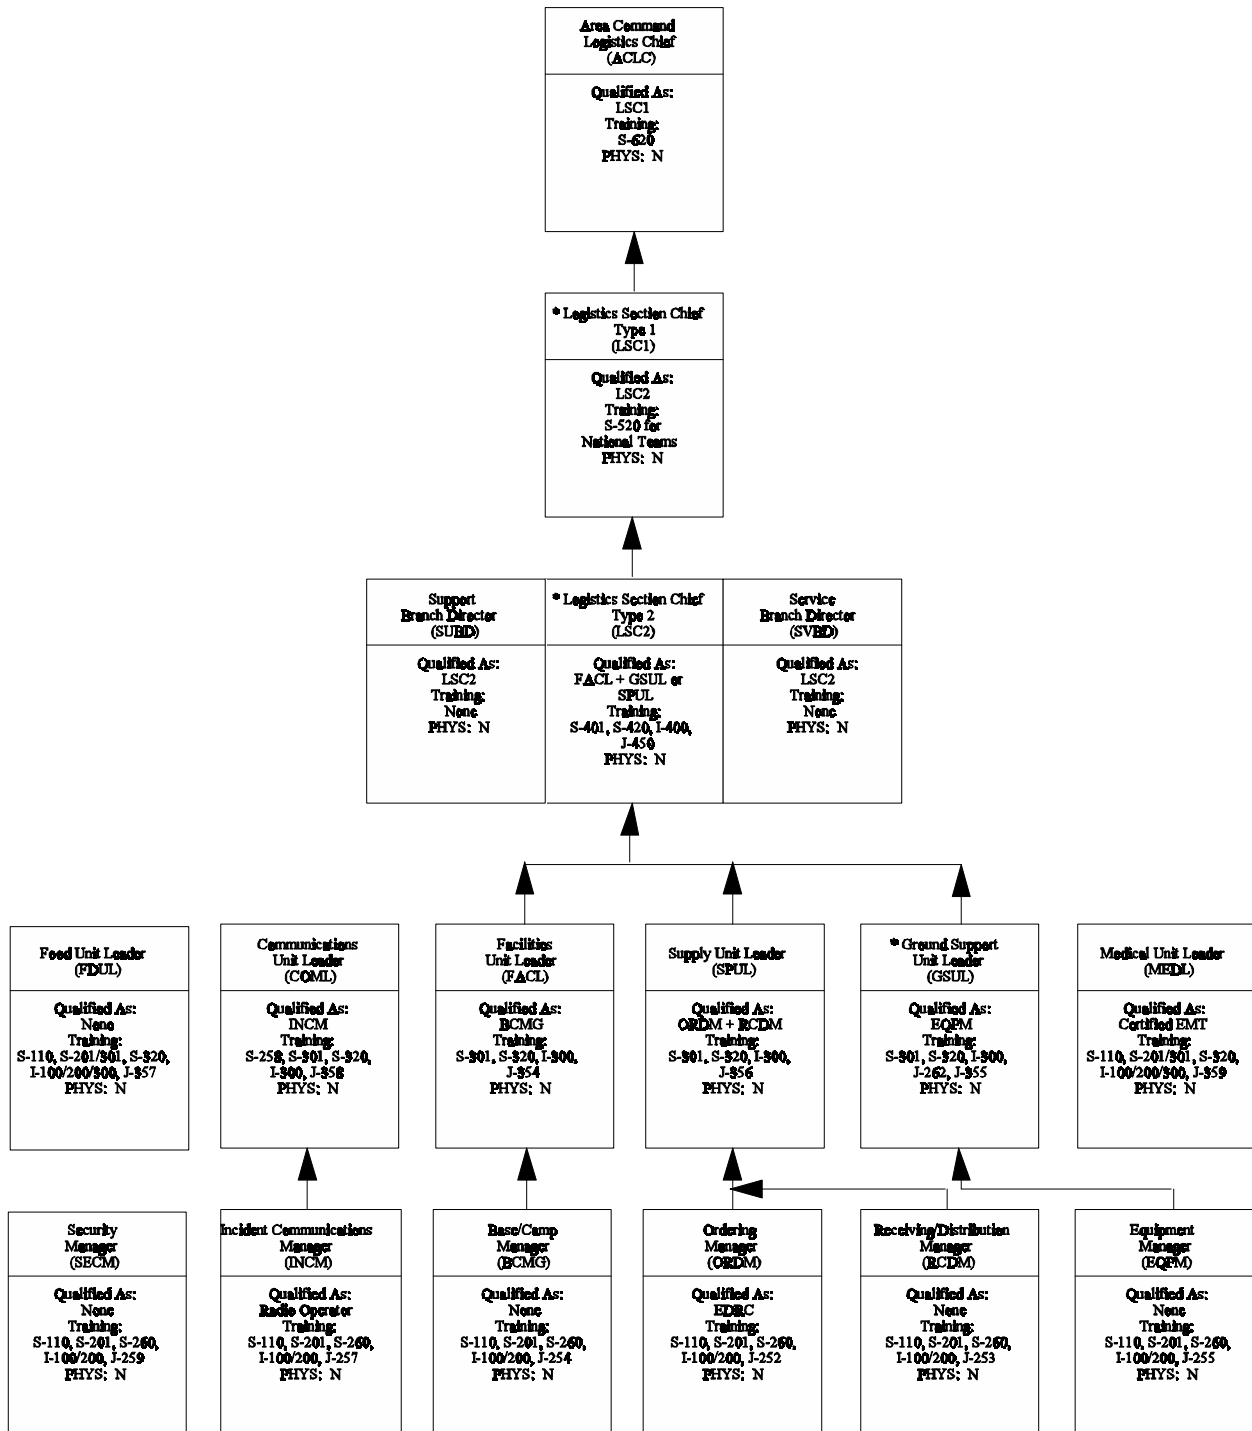 Area Command
Logistics Chief
(ACLC)
Qualified As:
LSC1
Training:
S-620
PHYS: N
* Logistics Section Chief
Type 1
(LSC1)
Qualified As:
LSC2
Training:
S-520 for
National Teams
PHYS: N
Support
Branch Director
(SUBD)
Qualified As:
LSC2
Training:
None
PHYS: N
* Logistics Section Chief
Type 2
(LSC2)
Qualified As:
FACL + GSUL or
SPUL
Training:
S-401, S-420, I-400,
J-450
PHYS: N
Service
Branch Director
(SVBD)
Qualified As:
LSC2
Training:
None
PHYS: N
Food Unit Leader
(FDUL)
Qualified As:
None
Training:
S-110, S-201/301, S-320,
I-100/200/300, J-357
PHYS: N
Communications
Unit Leader
(COML)
Qualified As:
INCM
Training:
S-258, S-301, S-320,
I-300, J-358
PHYS: N
Facilities
Unit Leader
(FACL)
Qualified As:
BCMG
Training:
S-301, S-320, I-300,
J-354
PHYS: N
Supply Unit Leader
(SPUL)
Qualified As:
ORDM + RCDM
Training:
S-301, S-320, I-300,
J-356
PHYS: N
* Ground Support
Unit Leader
(GSUL)
Qualified As:
EQPM
Training:
S-301, S-320, I-300,
J-262, J-355
PHYS: N
Medical Unit Leader
(MEDL)
Qualified As:
Certified EMT
Training:
S-110, S-201/301, S-320,
I-100/200/300, J-359
PHYS: N
Security
Manager
(SECM)
Qualified As:
None
Training:
S-110, S-201, S-260,
I-100/200, J-259
PHYS: N
Incident Communications
Manager
(INCM)
Qualified As:
Radio Operator
Training:
S-110, S-201, S-260,
I-100/200, J-257
PHYS: N
Base/Camp
Manager
(BCMG)
Qualified As:
None
Training:
S-110, S-201, S-260,
I-100/200, J-254
PHYS: N
Ordering
Manager
(ORDM)
Qualified As:
EDRC
Training:
S-110, S-201, S-260,
I-100/200, J-252
PHYS: N
Receiving/Distribution
Manager
(RCDM)
Qualified As:
None
Training:
S-110, S-201, S-260,
I-100/200, J-253
PHYS: N
Equipment
Manager
(EQPM)
Qualified As:
None
Training:
S-110, S-201, S-260,
I-100/200, J-255
PHYS: N